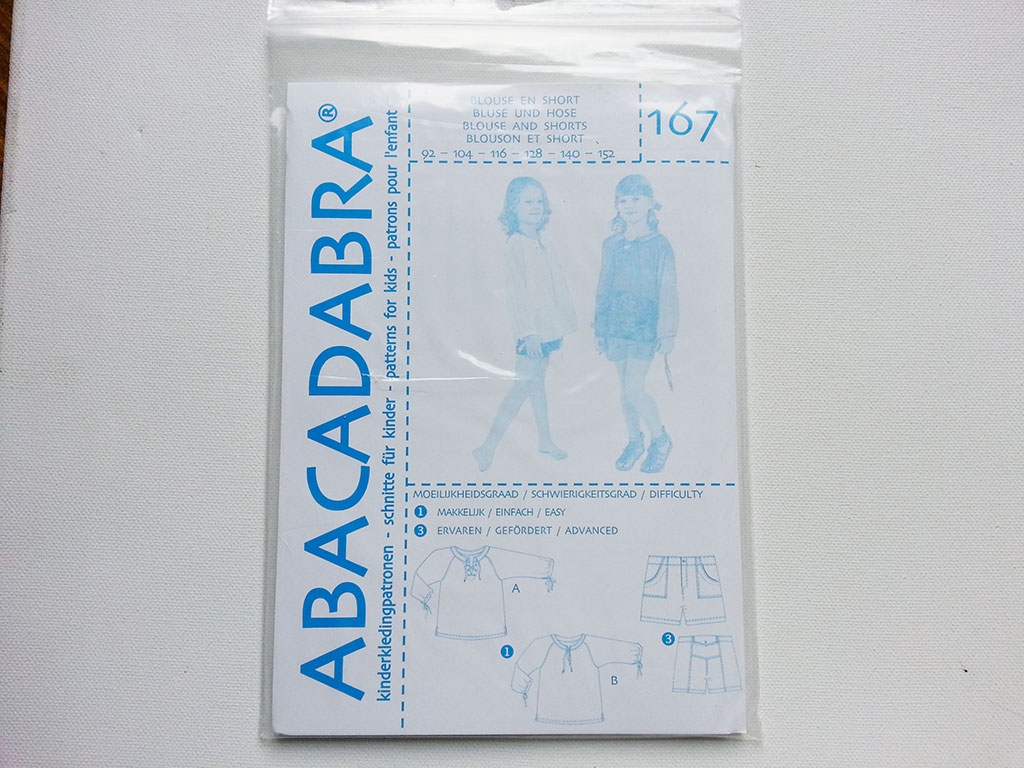 ABACADABRA®
kinderkledingpatronen - schnitte für kinder - patterns for kids - patrons pour l'enfant
BLOUSE EN SHORT
BLUSE UND HOSE
BLOUSE AND SHORTS
BLOUSON ET SHORT
92 - 104 - 116 - 128 - 140 - 152
167
MOEILIJKHEIDSGRAAD / SCHWIERIGKEITSGRAD / DIFFICULTY
1 MAKKELIJK / EINFACH / EASY
3 ERVAREN / GEFÖRDERT / ADVANCED
A
1
B
3